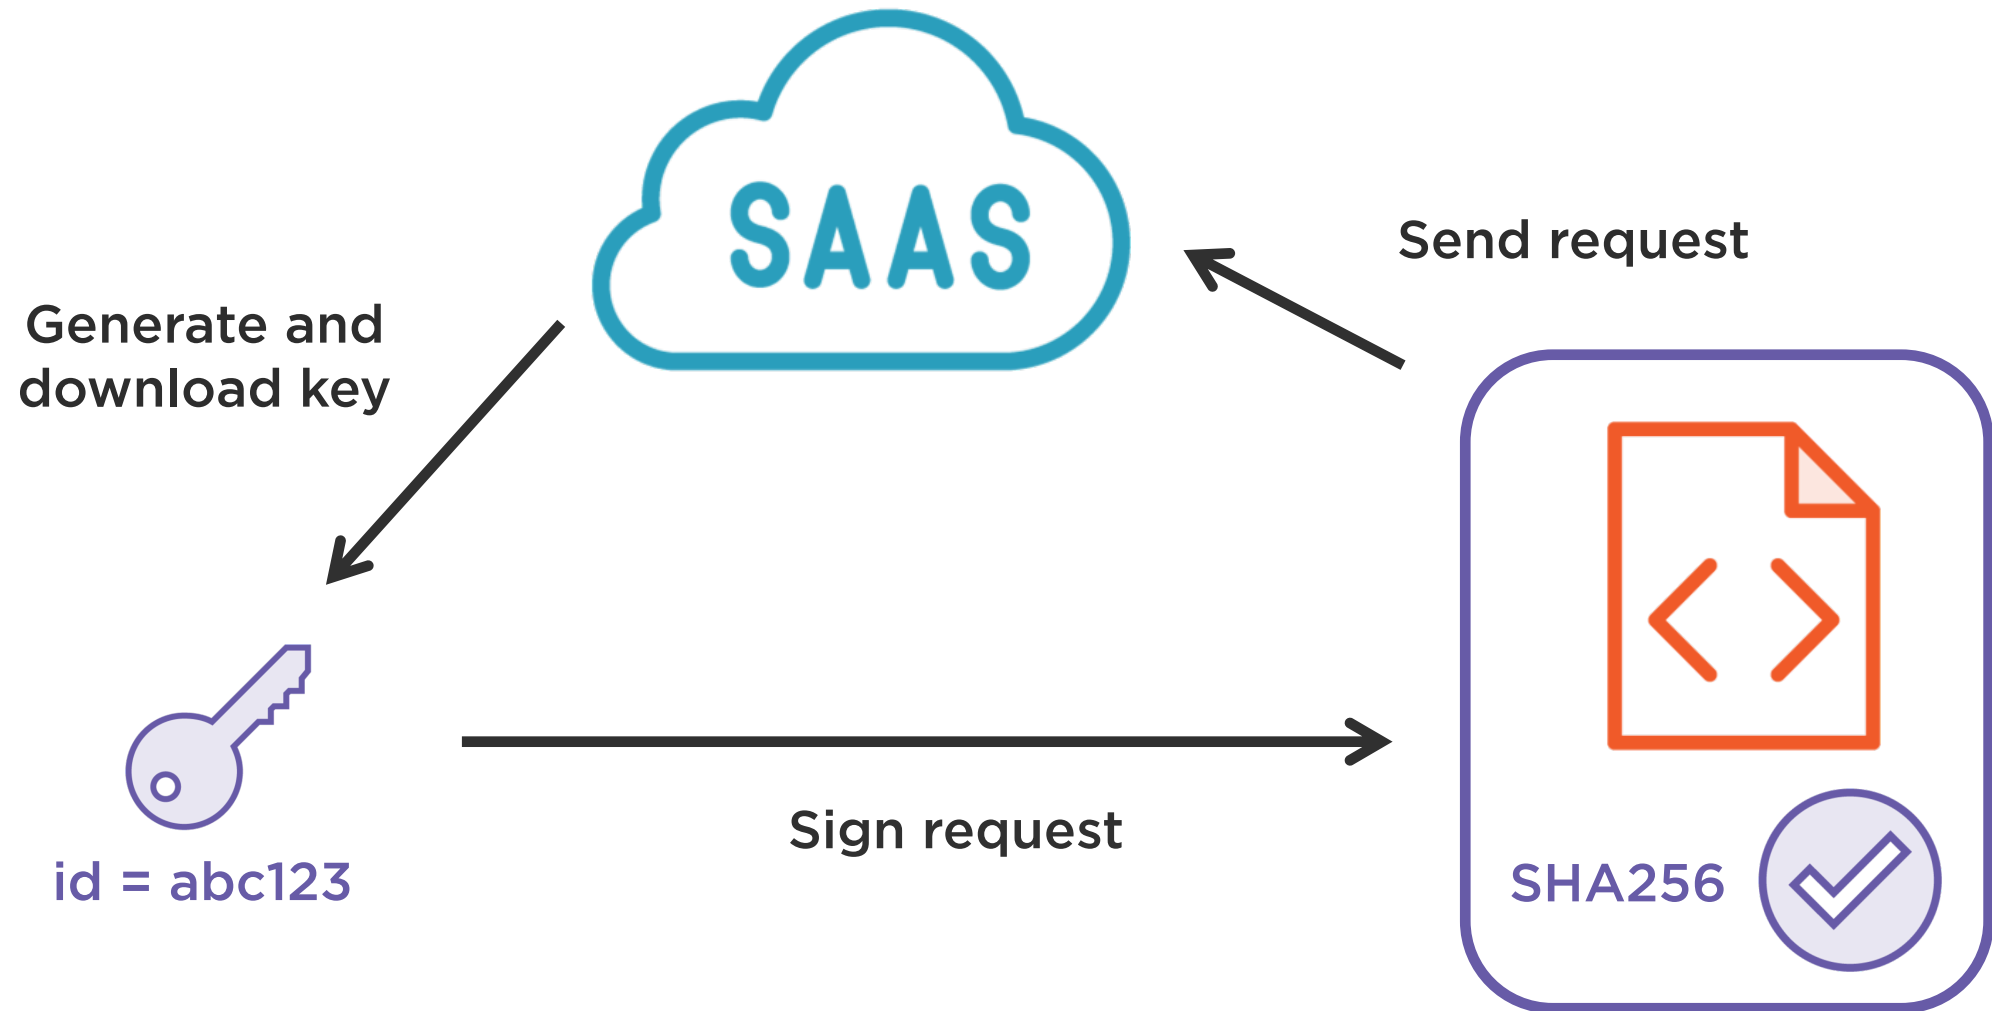 SAAS
Send request
Generate and
download key
Sign request
id = abc123
SHA256